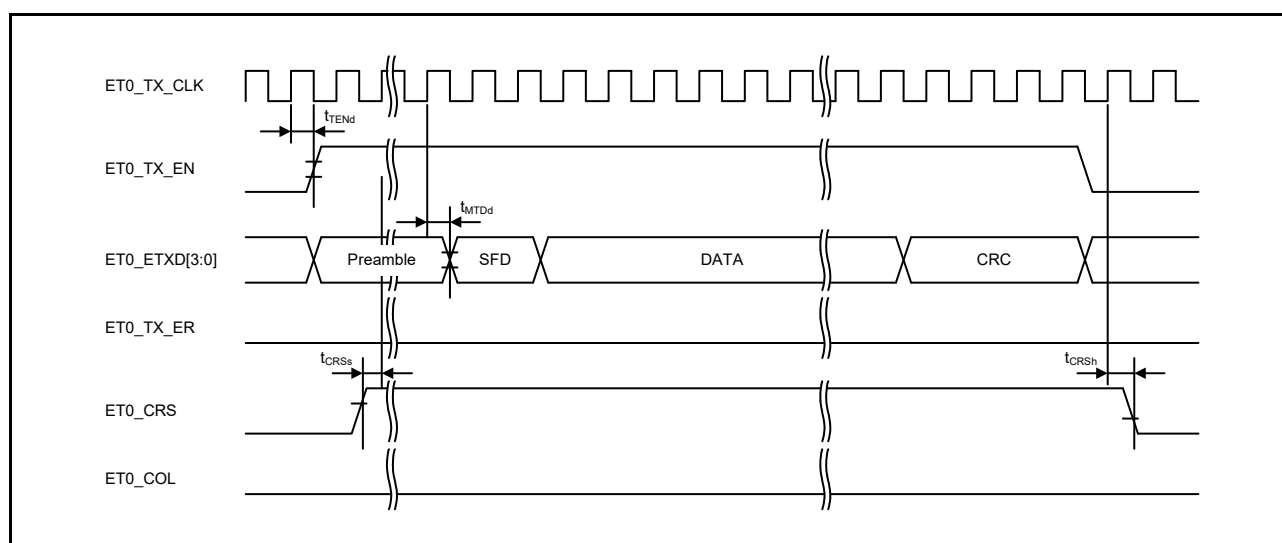 ET0_TX_CLK
tTENd
ET0_TX_EN
tMTDd
ET0_ETXD[3:0] Preamble SFD DATA CRC
ET0_TX_ER
tCRSs tCRSh
ET0_CRS
ET0_COL